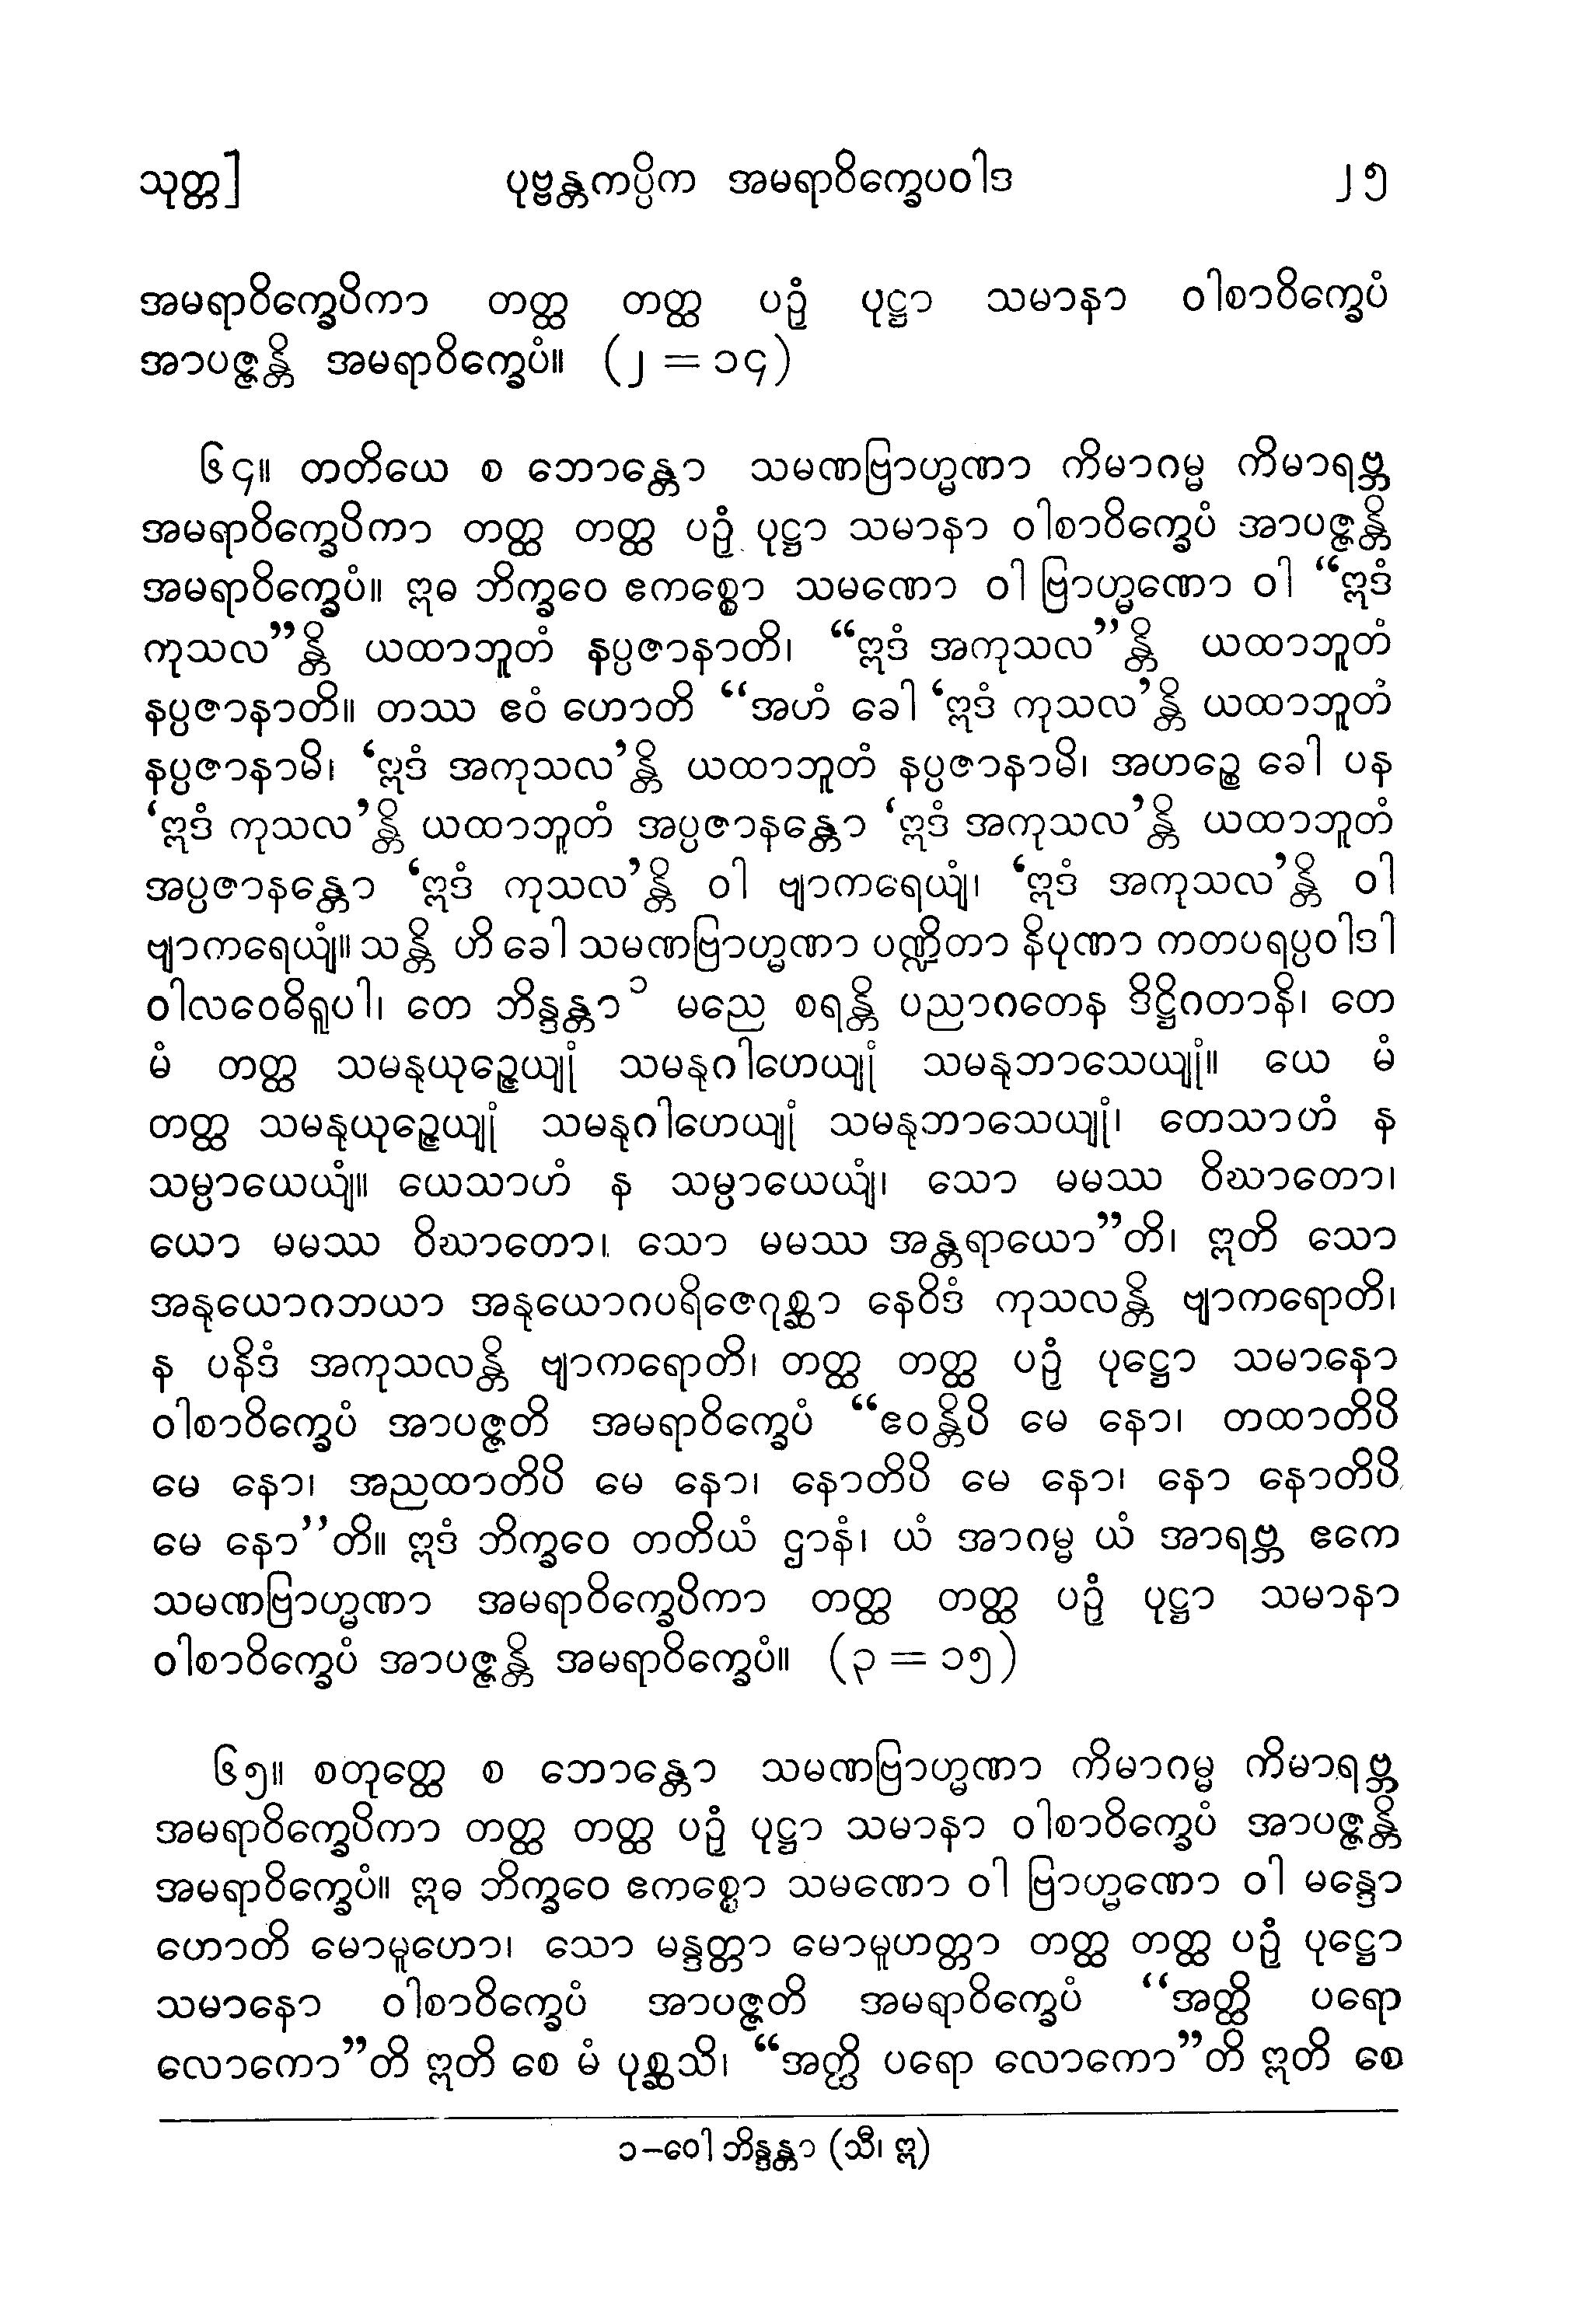 သုတ္တ] ပုဗ္ဗန္တကပ္ပိက အမရာဝိက္ခေပဝါဒ ၂၅
အမရာဝိက္ခေပိကာ တတ္ထ တတ္ထ ပဉှံ ပုဋ္ဌာ သမာနာ ဝါစာဝိက္ခေပံ
အာပဇ္ဇန္တိ အမရာဝိက္ခေပံ။ (၂ = ၁၄)
၆၄။ တတိယေ စ ဘောန္တော သမဏဗြာဟ္မဏာ ကိမာဂမ္မ ကိမာရဗ္ဘ
အမရာဝိက္ခေပိကာ တတ္ထ တတ္ထ ပဉှံ ပုဋ္ဌာ သမာနာ ဝါစာဝိက္ခေပံ အာပဇ္ဇန္တိ
အမရာဝိက္ခေပံ။ ဣဓ ဘိက္ခဝေ ဧကစ္စော သမဏော ဝါ ဗြာဟ္မဏော ဝါ “ဣဒံ
ကုသလ”န္တိ ယထာဘူတံ နပ္ပဇာနာတိ၊ “ဣဒံ အကုသလ”န္တိ ယထာဘူတံ
နပ္ပဇာနာတိ။ တဿ ဧဝံ ဟောတိ “အဟံ ခေါ ‘ဣဒံ ကုသလ’န္တိ ယထာဘူတံ
နပ္ပဇာနာမိ၊ ‘ဣဒံ အကုသလ’န္တိ ယထာဘူတံ နပ္ပဇာနာမိ၊ အဟဉ္စေ ခေါ ပန
‘ဣဒံ ကုသလ’န္တိ ယထာဘူတံ အပ္ပဇာနန္တော ‘ဣဒံ အကုသလ’န္တိ ယထာဘူတံ
အပ္ပဇာနန္တော ‘ဣဒံ ကုသလ’န္တိ ဝါ ဗျာကရေယျံ၊ ‘ဣဒံ အကုသလ’န္တိ ဝါ
ဗျာကရေယျံ။ သန္တိ ဟိ ခေါ သမဏဗြာဟ္မဏာ ပဏ္ဍိတာ နိပုဏာ ကတပရပ္ပဝါဒါ
ဝါလဝေဓိရူပါ၊ တေ ဘိန္ဒန္တာ ၁ မညေ စရန္တိ ပညာဂတေန ဒိဋ္ဌိဂတာနိ၊ တေ
မံ တတ္ထ သမနုယုဉ္ဇေယျုံ သမနုဂါဟေယျုံ သမနုဘာသေယျုံ။ ယေ မံ
တတ္ထ သမနုယုဉ္ဇေယျုံ သမနုဂါဟေယျုံ သမနုဘာသေယျုံ၊ တေသာဟံ န
သမ္ပာယေယျံ။ ယေသာဟံ န သမ္ပာယေယျံ၊ သော မမဿ ဝိဃာတော၊
ယော မမဿ ဝိဃာတော၊ သော မမဿ အန္တရာယော”တိ၊ ဣတိ သော
အနုယောဂဘယာ အနုယောဂပရိဇေဂုစ္ဆာ နေဝိဒံ ကုသလန္တိ ဗျာကရောတိ၊
န ပနိဒံ အကုသလန္တိ ဗျာကရောတိ၊ တတ္ထ တတ္ထ ပဉှံ ပုဋ္ဌော သမာနော
ဝါစာဝိက္ခေပံ အာပဇ္ဇတိ အမရာဝိက္ခေပံ “ဧဝန္တိပိ မေ နော၊ တထာတိပိ
မေ နော၊ အညထာတိပိ မေ နော၊ နောတိပိ မေ နော၊ နော နောတိပိ
မေ နော”တိ။ ဣဒံ ဘိက္ခဝေ တတိယံ ဌာနံ၊ ယံ အာဂမ္မ ယံ အာရဗ္ဘ ဧကေ
သမဏဗြာဟ္မဏာ အမရာဝိက္ခေပိကာ တတ္ထ တတ္ထ ပဉှံ ပုဋ္ဌာ သမာနာ
ဝါစာဝိက္ခေပံ အာပဇ္ဇန္တိ အမရာဝိက္ခေပံ။ (၃ = ၁၅)
၆၅။ စတုတ္ထေ စ ဘောန္တော သမဏဗြာဟ္မဏာ ကိမာဂမ္မ ကိမာရဗ္ဘ
အမရာဝိက္ခေပိကာ တတ္ထ တတ္ထ ပဉှံ ပုဋ္ဌာ သမာနာ ဝါစာဝိက္ခေပံ အာပဇ္ဇန္တိ
အမရာဝိက္ခေပံ။ ဣဓ ဘိက္ခဝေ ဧကစ္စော သမဏော ဝါ ဗြာဟ္မဏော ဝါ မန္ဒော
ဟောတိ မောမူဟော၊ သော မန္ဒတ္တာ မောမူဟတ္တာ တတ္ထ တတ္ထ ပဉှံ ပုဋ္ဌော
သမာနော ဝါစာဝိက္ခေပံ အာပဇ္ဇတိ အမရာဝိက္ခေပံ “အတ္ထိ ပရော
လောကော”တိ ဣတိ စေ မံ ပုစ္ဆသိ၊ “အတ္ထိ ပရော လောကော”တိ ဣတိ စေ
၁−ဝေါ ဘိန္ဒန္တာ (သီ၊ ဣ)